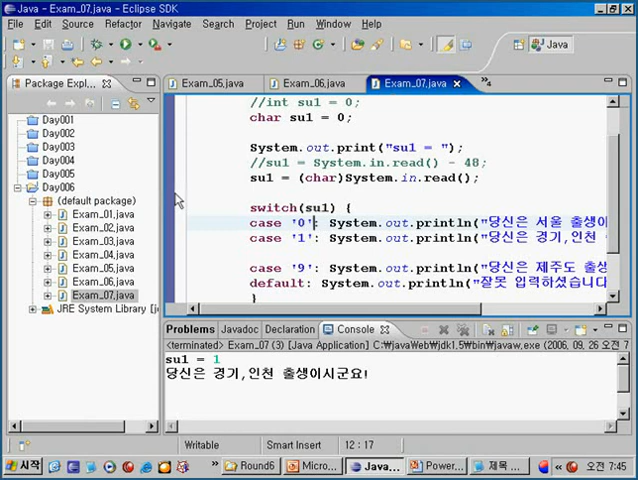 Java - Exam_07.java - Eclipse SDK
File Edit Source Refactor Navigate Search Project Run Window Help
Java
Package Expl...
Exam_05.java Exam_06.java Exam_07.java 4
Day001
Day002
Day003
Day004
Day005
Day006
(default package)
Exam_01.java
Exam_02.java
Exam_03.java
Exam_04.java
Exam_05.java
Exam_06.java
Exam_07.java
JRE System Library [
//int su1 = 0;
char su1 = 0;
System.out.print("su1 = ");
//su1 = System.in.read() - 48;
su1 = (char)System.in.read();
switch(su1) {
case '0': System.out.println("당신은 서울 출생이
case '1': System.out.println("당신은 경기,인천
case '9': System.out.println("당신은 제주도 출생
default: System.out.println("잘못 입력하셨습니다
}
Problems Javadoc Declaration Console
<terminated> Exam_07 (3) [Java Application] C:\javaWeb\jdk1.5\bin\javaw.exe (2006. 09. 26 오전 7
su1 = 1
당신은 경기,인천 출생이시군요!
Writable Smart Insert 12 : 17
시작 Round6 Micro... Java... Power... 제목 ... 오전 7:45